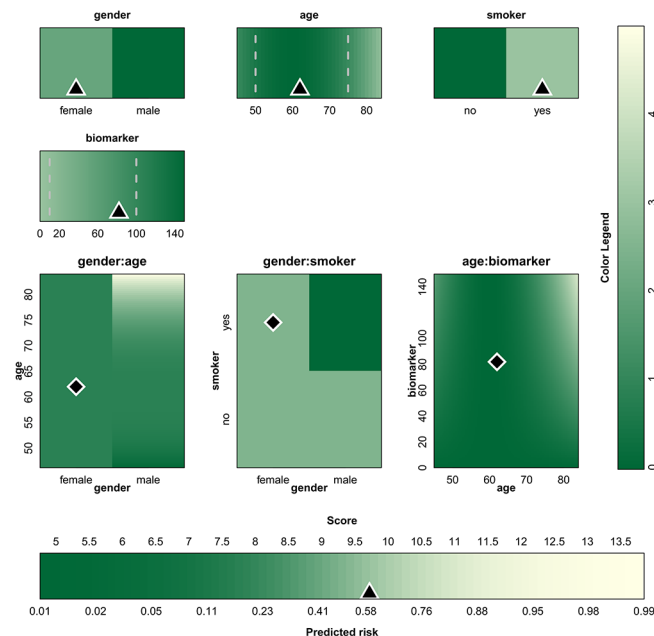 gender age smoker
female male
50 60 70 80
no yes
biomarker
0 20 60 100 140
gender:age gender:smoker age:biomarker
age
50 55 60 65 70 75 80
female male
gender
smoker
no yes
female male
gender
biomarker
0 20 40 60 80 100 140
50 60 70 80
age
Color Legend
0 1 2 3 4
Score
5 5.5 6 6.5 7 7.5 8 8.5 9 9.5 10 10.5 11 11.5 12 12.5 13 13.5
0.01 0.02 0.05 0.11 0.23 0.41 0.58 0.76 0.88 0.95 0.98 0.99
Predicted risk